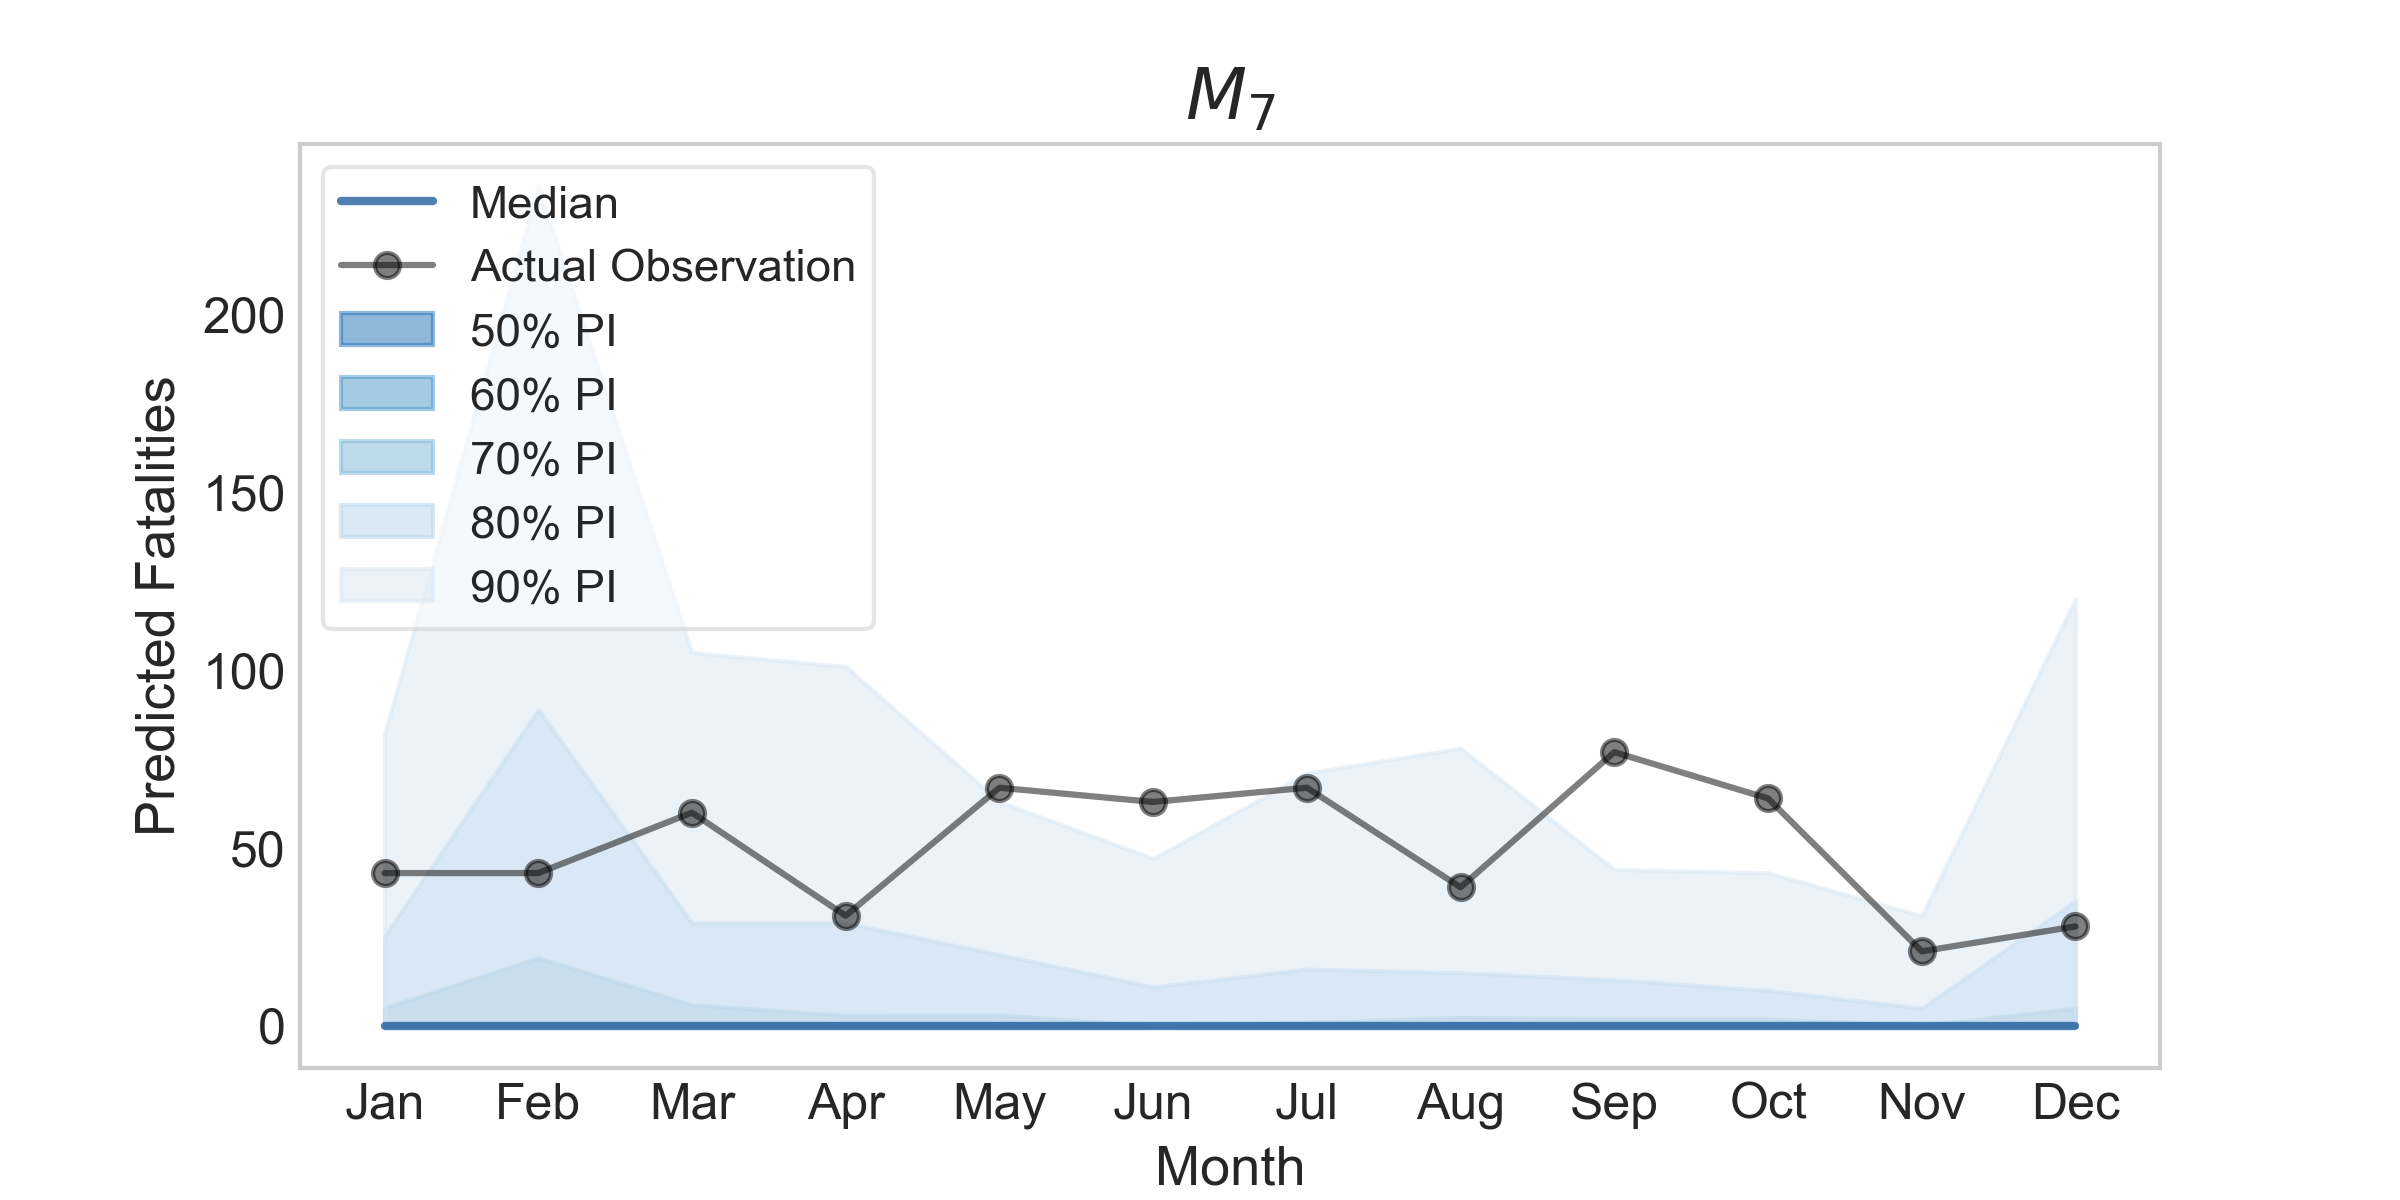 M7
Median
Actual Observation
50% PI
60% PI
70% PI
80% PI
90% PI
Predicted Fatalities
200
150
100
50
0
Jan Feb Mar Apr May Jun Jul Aug Sep Oct Nov Dec
Month